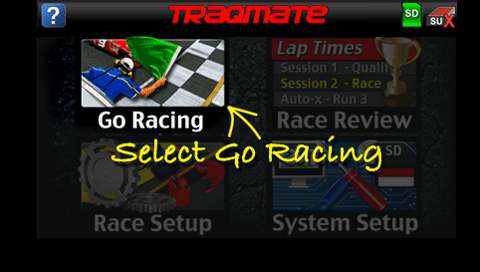 ?
TRAQMATE
SD
SU
Lap Times
Session 1 - Quali
Session 2 - Race
Auto-x - Run 3
Go Racing
Race Review
Select Go Racing
SD
Race Setup
System Setup